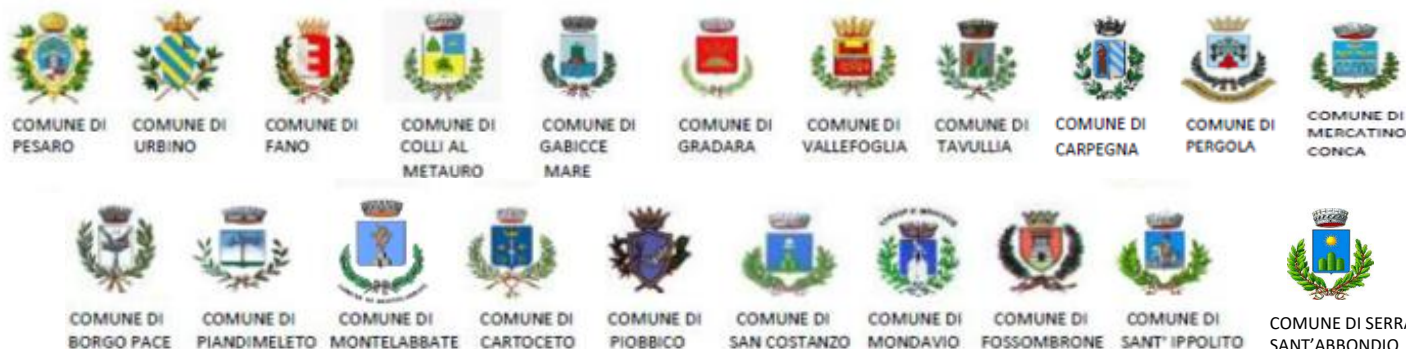 COMUNE DI PESARO
COMUNE DI URBINO
COMUNE DI FANO
COMUNE DI COLLI AL METAURO
COMUNE DI GABICCE MARE
COMUNE DI GRADARA
COMUNE DI VALLEFOGLIA
COMUNE DI TAVULLIA
COMUNE DI CARPEGNA
COMUNE DI PERGOLA
COMUNE DI MERCATINO CONCA
COMUNE DI BORGO PACE
COMUNE DI PIANDIMELETO
COMUNE DI MONTELABBATE
COMUNE DI CARTOCETO
COMUNE DI PIOBBICO
COMUNE DI SAN COSTANZO
COMUNE DI MONDAVIO
COMUNE DI FOSSOMBRONE
COMUNE DI SANT' IPPOLITO
COMUNE DI SERRA SANT'ABBONDIO